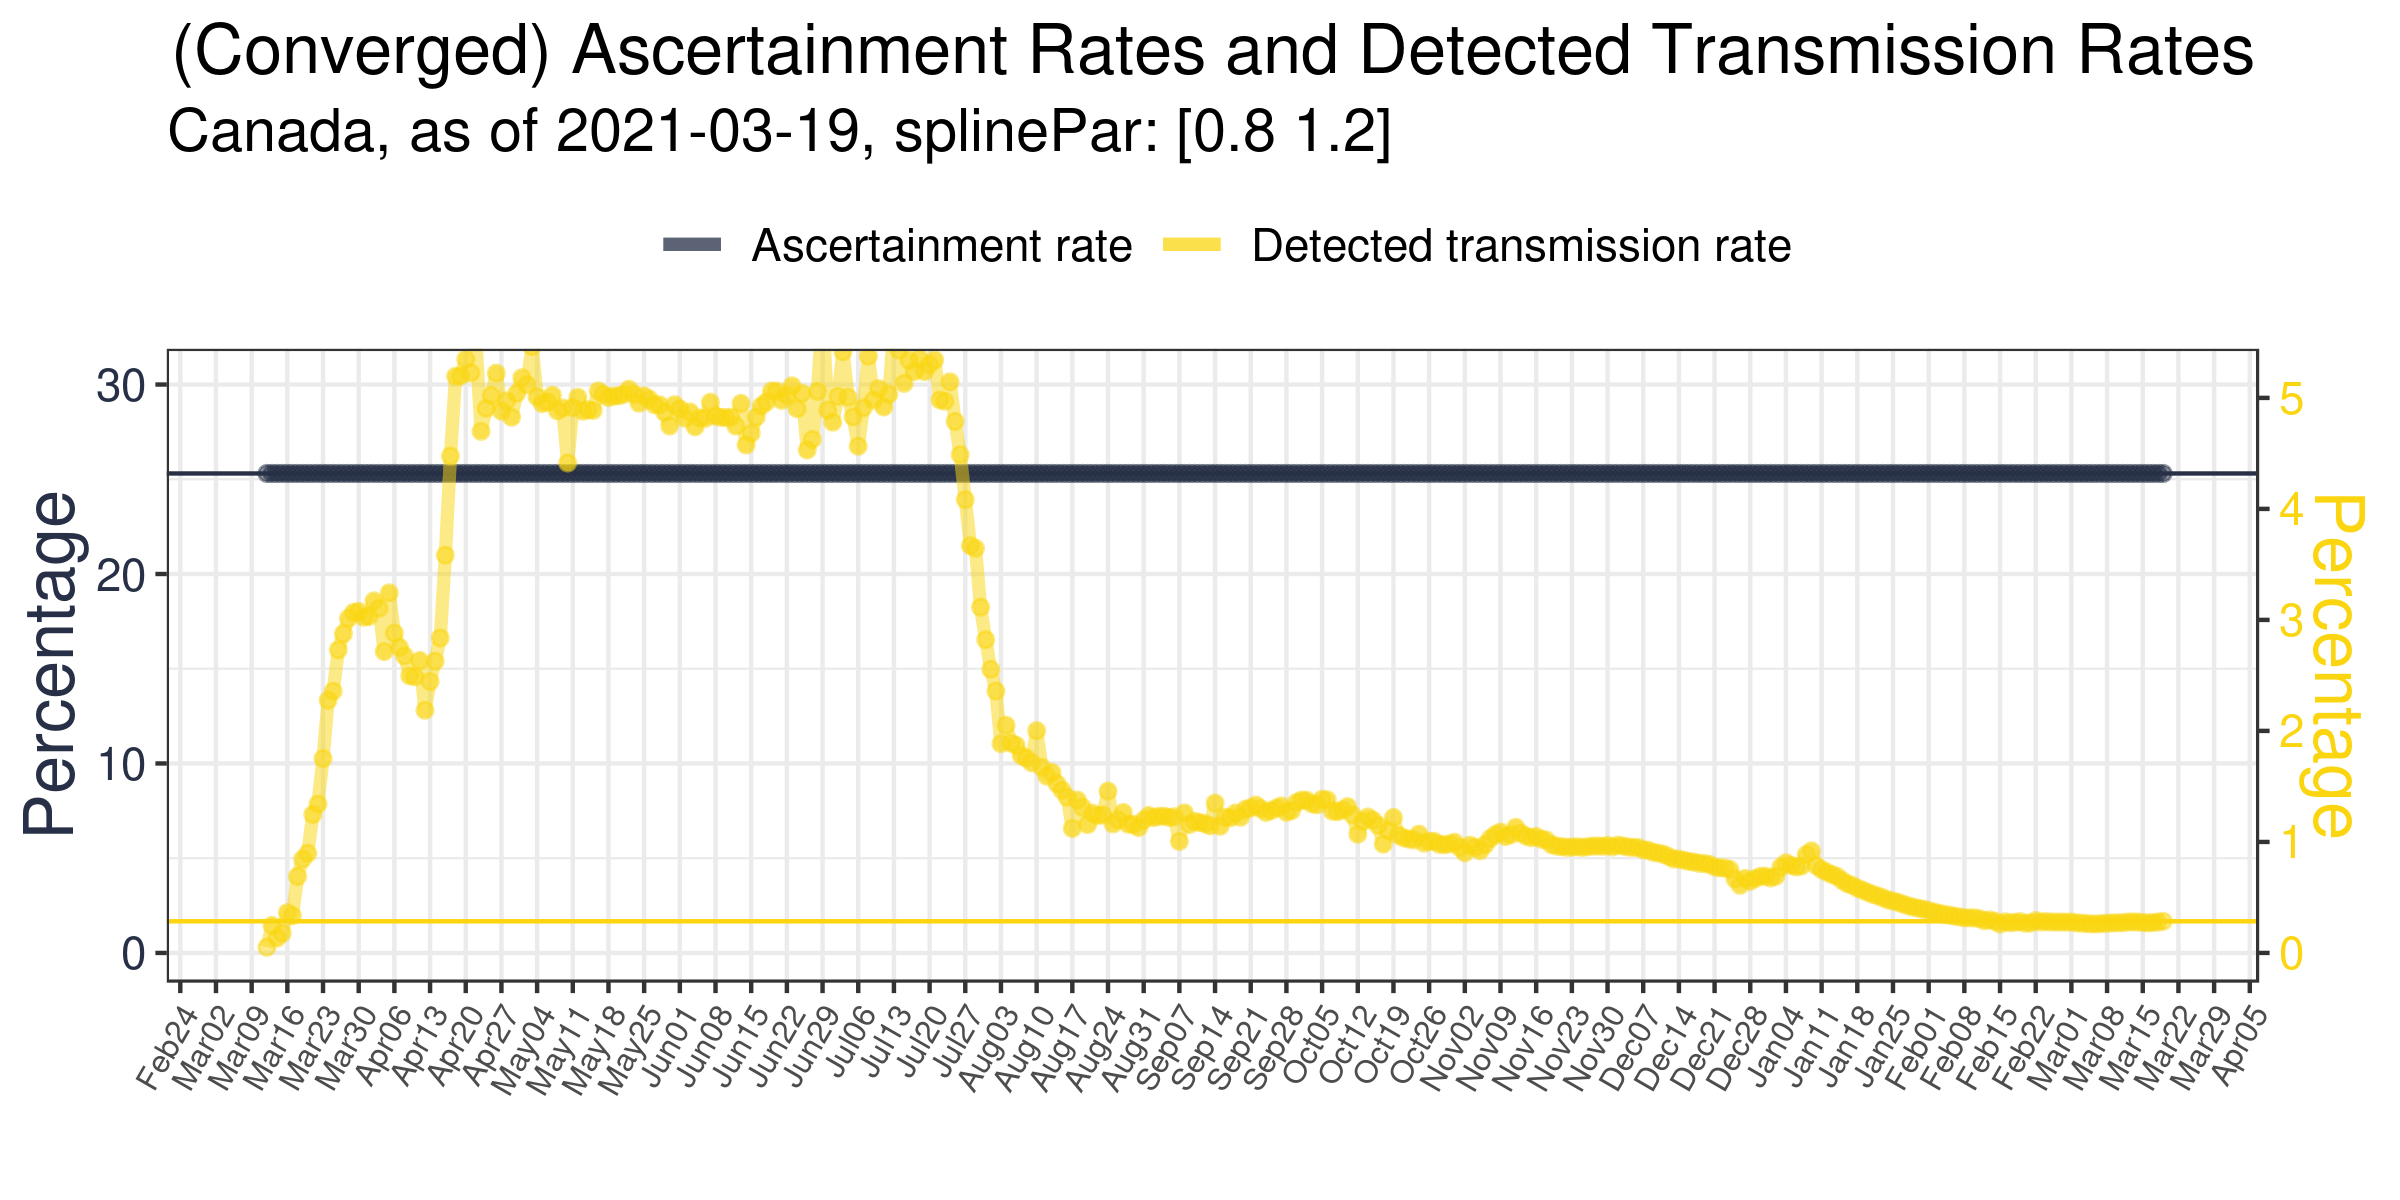 (Converged) Ascertainment Rates and Detected Transmission Rates
Canada, as of 2021-03-19, splinePar: [0.8 1.2]
Ascertainment rate Detected transmission rate
Percentage
30
20
10
0
5
4
3
2
1
0
Percentage
Feb24 Mar02 Mar09 Mar16 Mar23 Mar30 Apr06 Apr13 Apr20 Apr27 May04 May11 May18 May25 Jun01 Jun08 Jun15 Jun22 Jun29 Jul06 Jul13 Jul20 Jul27 Aug03 Aug10 Aug17 Aug24 Aug31 Sep07 Sep14 Sep21 Sep28 Oct05 Oct12 Oct19 Oct26 Nov02 Nov09 Nov16 Nov23 Nov30 Dec07 Dec14 Dec21 Dec28 Jan04 Jan11 Jan18 Jan25 Feb01 Feb08 Feb15 Feb22 Mar01 Mar08 Mar15 Mar22 Mar29 Apr05